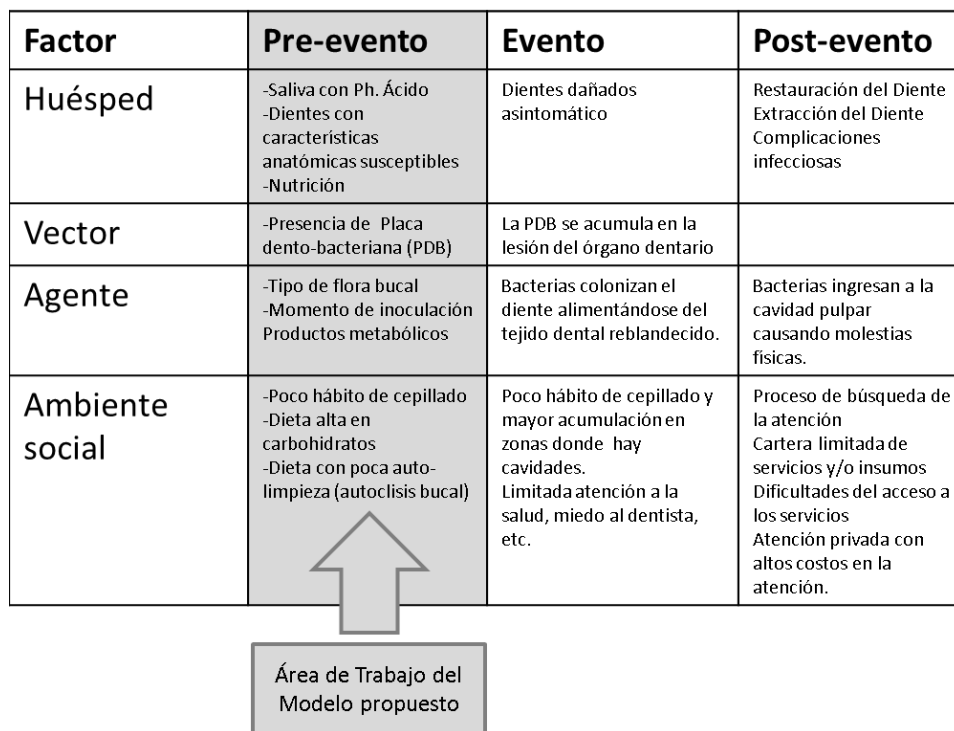 Factor
Pre-evento
Evento
Post-evento
Huésped
-Saliva con Ph. Ácido
-Dientes con
características
anatómicas susceptibles
-Nutrición
Dientes dañados
asintomático
Restauración del Diente
Extracción del Diente
Complicaciones
infecciosas
Vector
-Presencia de Placa
dento-bacteriana (PDB)
La PDB se acumula en la
lesión del órgano dentario
Agente
-Tipo de flora bucal
-Momento de inoculación
Productos metabólicos
Bacterias colonizan el
diente alimentándose del
tejido dental reblandecido.
Bacterias ingresan a la
cavidad pulpar
causando molestias
físicas.
Ambiente
social
-Poco hábito de cepillado
-Dieta alta en
carbohidratos
-Dieta con poca auto-
limpieza (autoclisis bucal)
Poco hábito de cepillado y
mayor acumulación en
zonas donde hay
cavidades.
Limitada atención a la
salud, miedo al dentista,
etc.
Proceso de búsqueda de
la atención
Cartera limitada de
servicios y/o insumos
Dificultades del acceso a
los servicios
Atención privada con
altos costos en la
atención.
Área de Trabajo del
Modelo propuesto